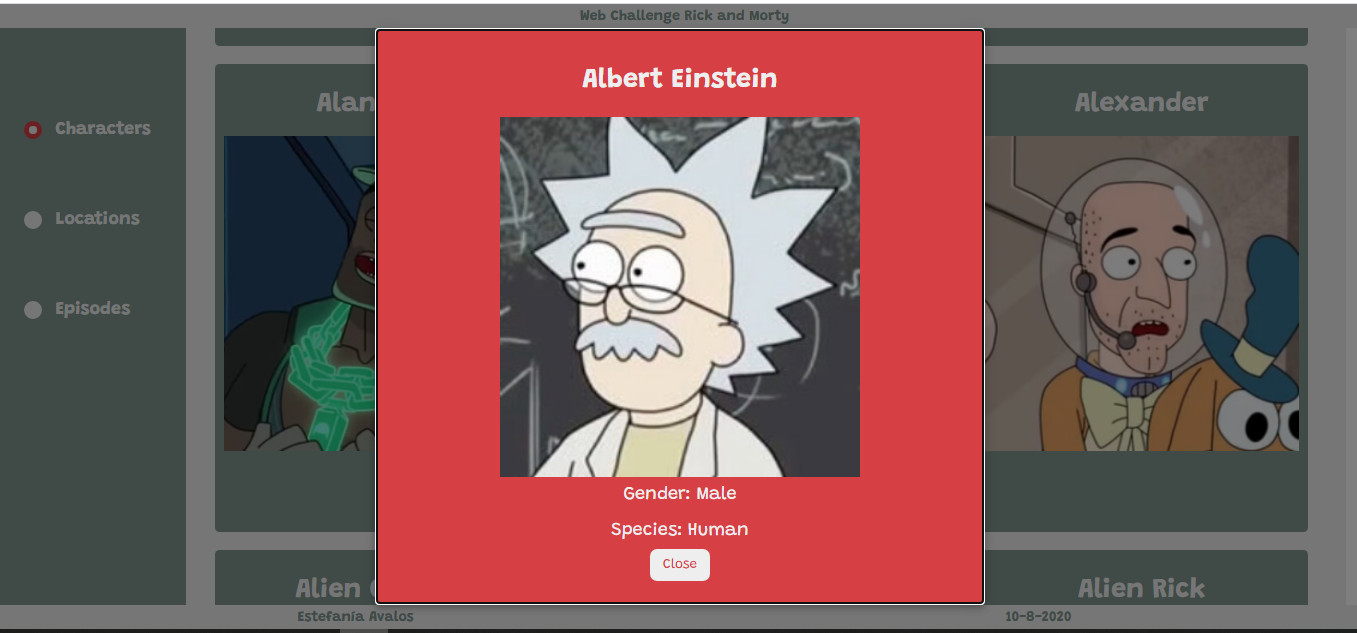 Web Challenge Rick and Morty
Characters
Locations
Episodes
Alan
Albert Einstein
Alexander
Gender: Male
Species: Human
Close
Alien
Alien Rick
Estefanía Avalos
10-8-2020